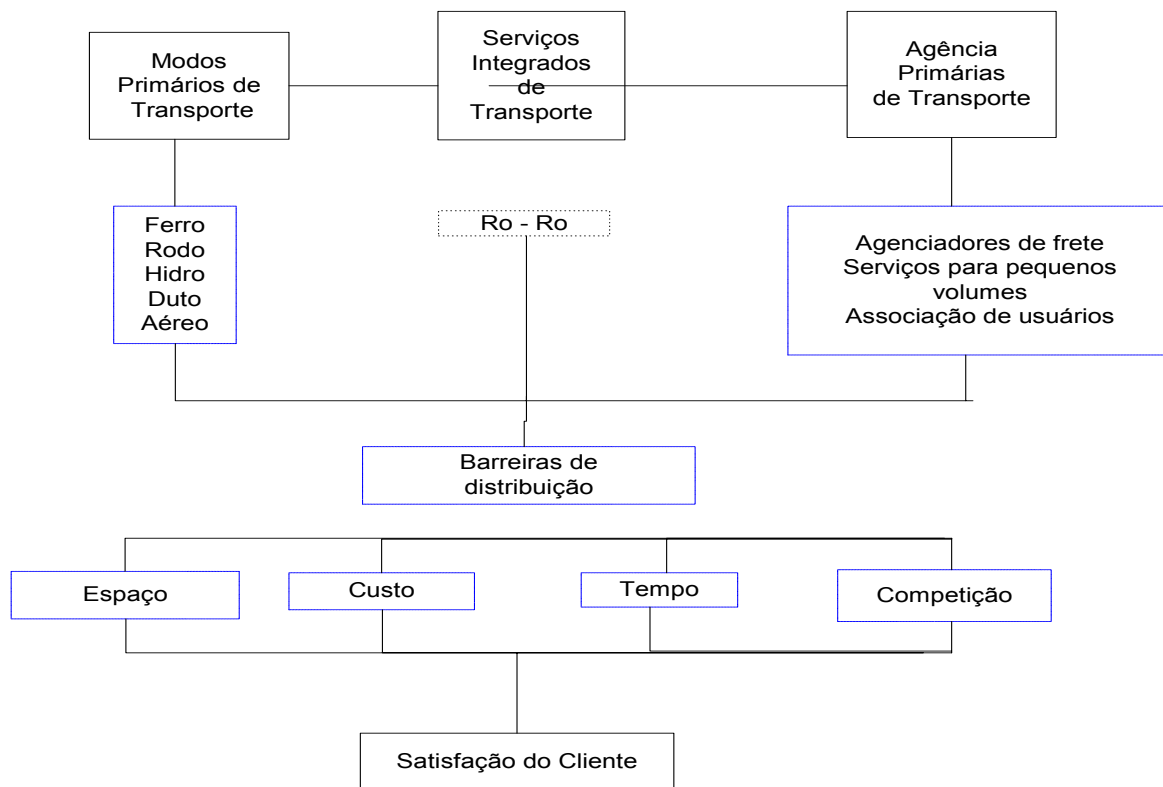 Modos
Primários de
Transporte
Serviços
Integrados
de
Transporte
Agência
Primárias
de Transporte
Ferro
Rodo
Hidro
Duto
Aéreo
Ro - Ro
Agenciadores de frete
Serviços para pequenos
volumes
Associação de usuários
Barreiras de
distribuição
Espaço
Custo
Tempo
Competição
Satisfação do Cliente